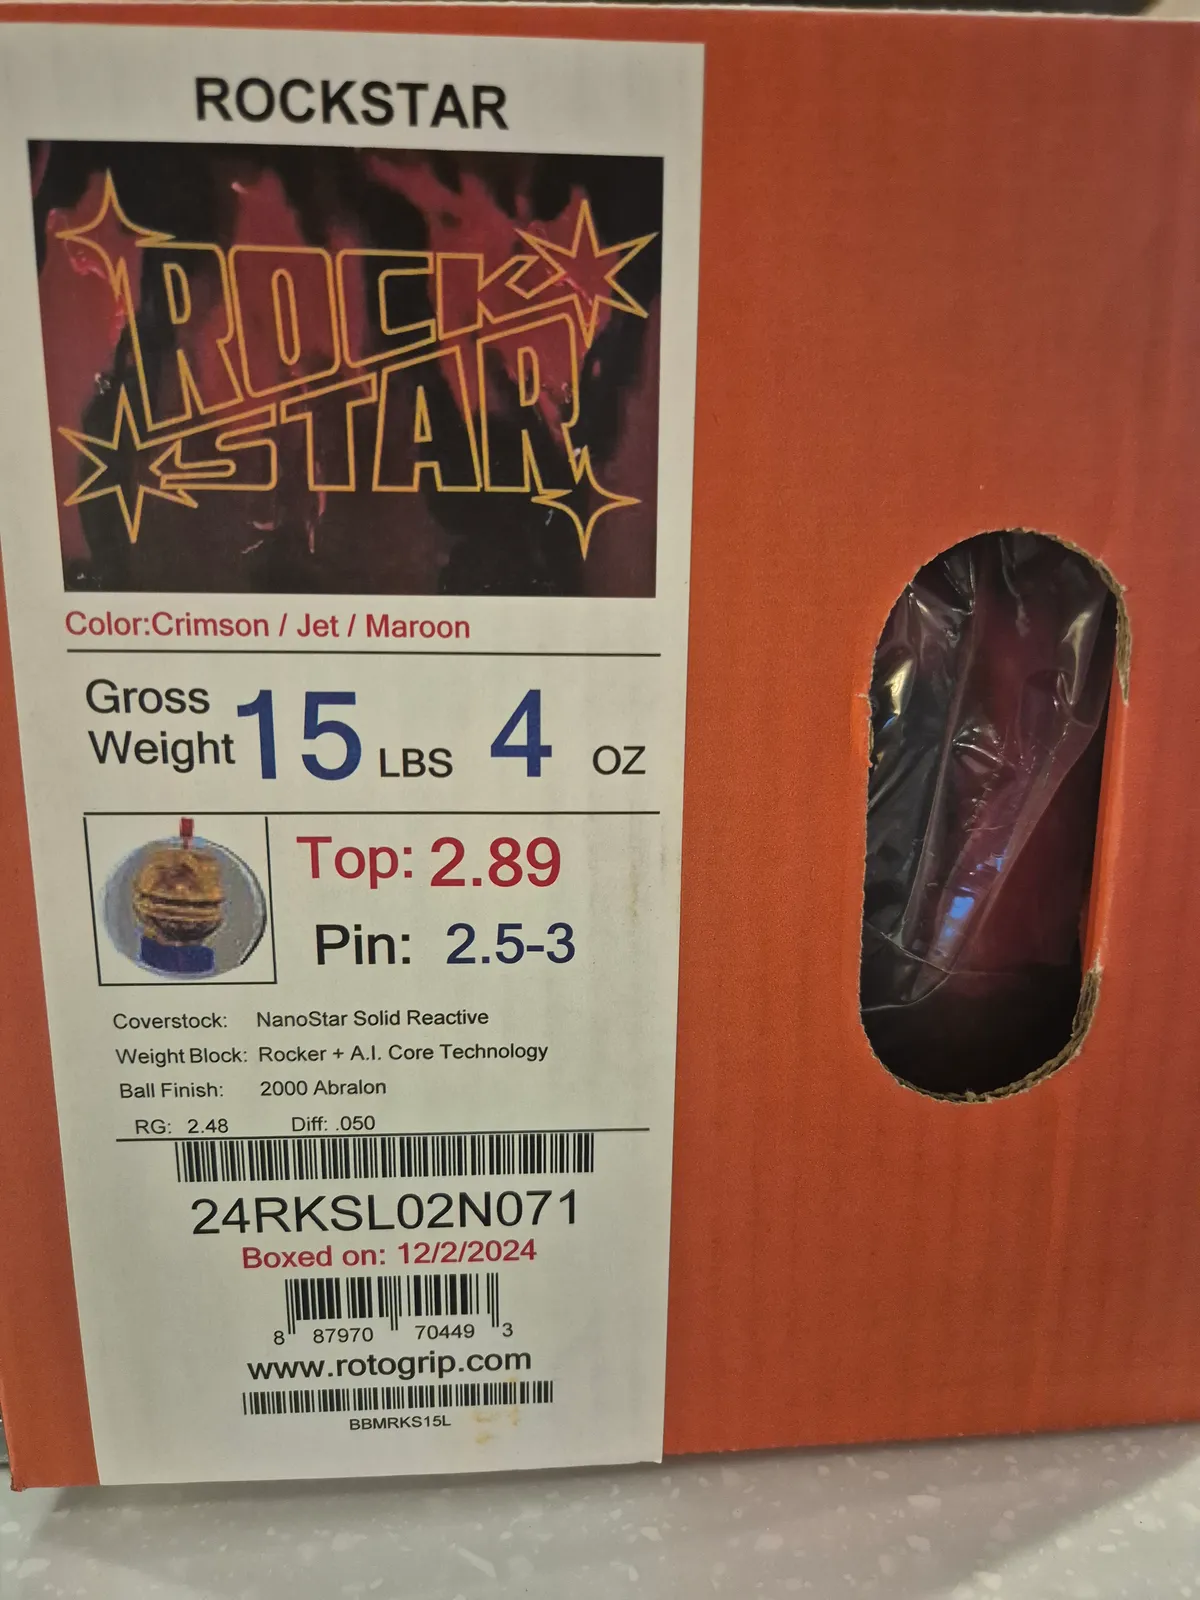 ROCKSTAR
ROCK
STAR
Color:Crimson / Jet / Maroon
Gross
Weight 15 LBS 4 OZ
Top: 2.89
Pin: 2.5-3
Coverstock: NanoStar Solid Reactive
Weight Block: Rocker + A.I. Core Technology
Ball Finish: 2000 Abralon
RG: 2.48 Diff: .050
24RKSL02N071
Boxed on: 12/2/2024
8 87970 70449 3
www.rotogrip.com
BBMRKS15L